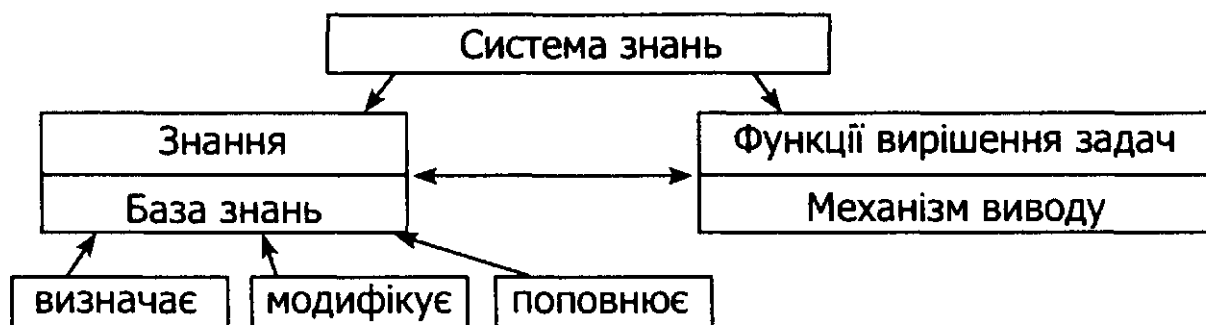 Система знань
Знання
Функції вирішення задач
База знань
Механізм виводу
визначає
модифікує
поповнює